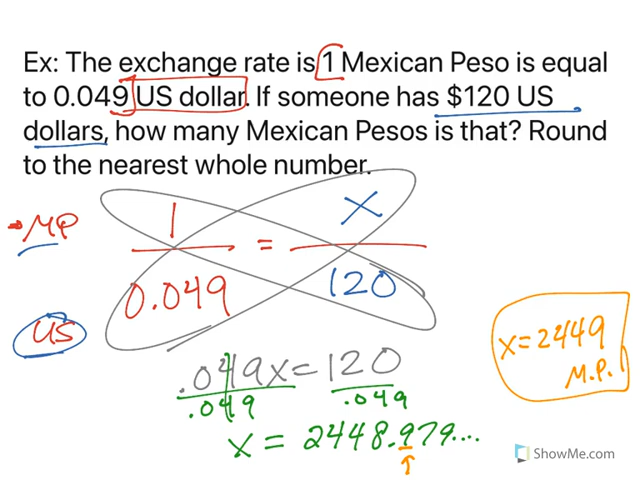 Ex: The exchange rate is 1 Mexican Peso is equal
to 0.049 US dollar. If someone has $120 US
dollars, how many Mexican Pesos is that? Round
to the nearest whole number.
MP 1 = x
US 0.049 120
.049x = 120
.049 .049
x = 2448.979....
x = 2449
M.P.
ShowMe.com